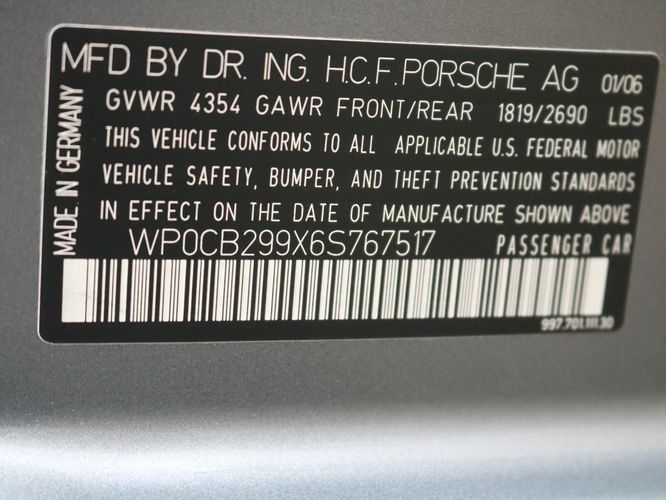 MFD BY DR. ING. H.C.F. PORSCHE AG 01/06
GVWR 4354 GAWR FRONT/REAR 1819/2690 LBS
THIS VEHICLE CONFORMS TO ALL APPLICABLE U.S. FEDERAL MOTOR
VEHICLE SAFETY, BUMPER, AND THEFT PREVENTION STANDARDS
IN EFFECT ON THE DATE OF MANUFACTURE SHOWN ABOVE
WP0CB299X6S767517 PASSENGER CAR
997.701.111.30
MADE IN GERMANY